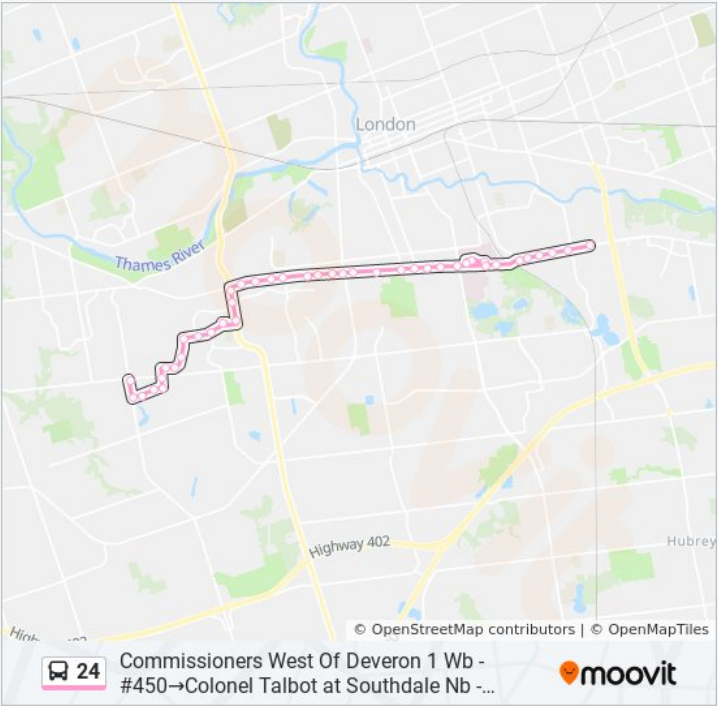 London
Thames River
Highway 402
Hubrey
© OpenStreetMap contributors | © OpenMapTiles
24
Commissioners West Of Deveron 1 Wb -
#450→Colonel Talbot at Southdale Nb -...
moovit